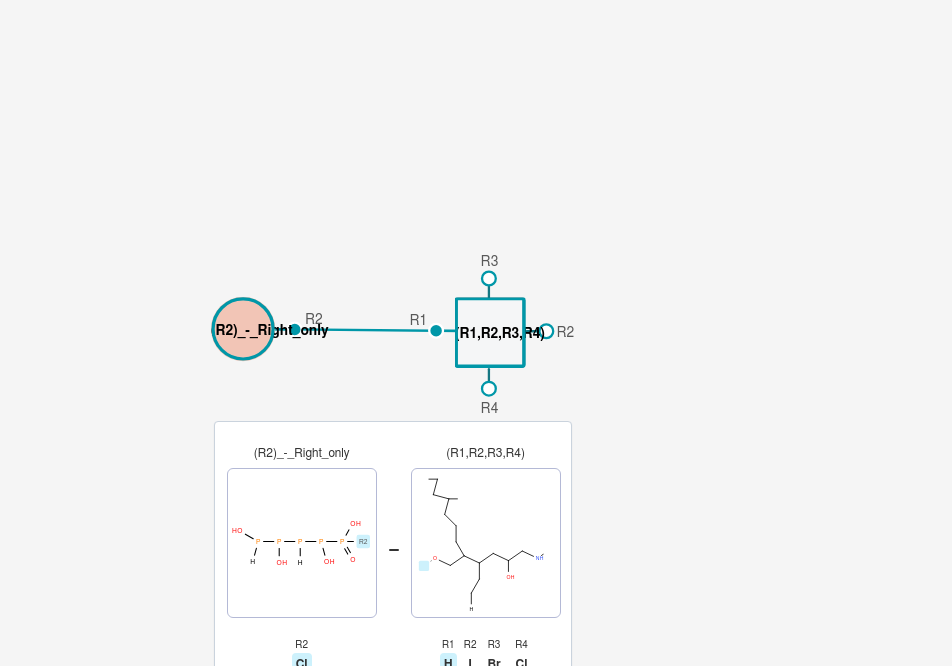 R3
R2
R1
(R2)_-_Right_only
(R1,R2,R3,R4)
R2
R4
(R2)_-_Right_only
(R1,R2,R3,R4)
HO
OH
P
P
P
P
P
R2
H
OH
H
OH
O
O
NH
OH
H
R2
R1 R2 R3 R4
Cl
H I Br Cl